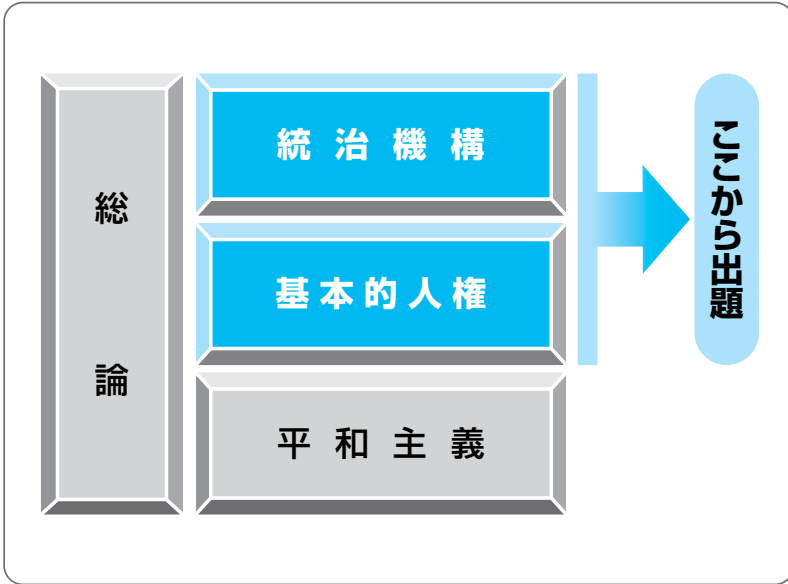 総論
統治機構
基本的人権
平和主義
ここから出題